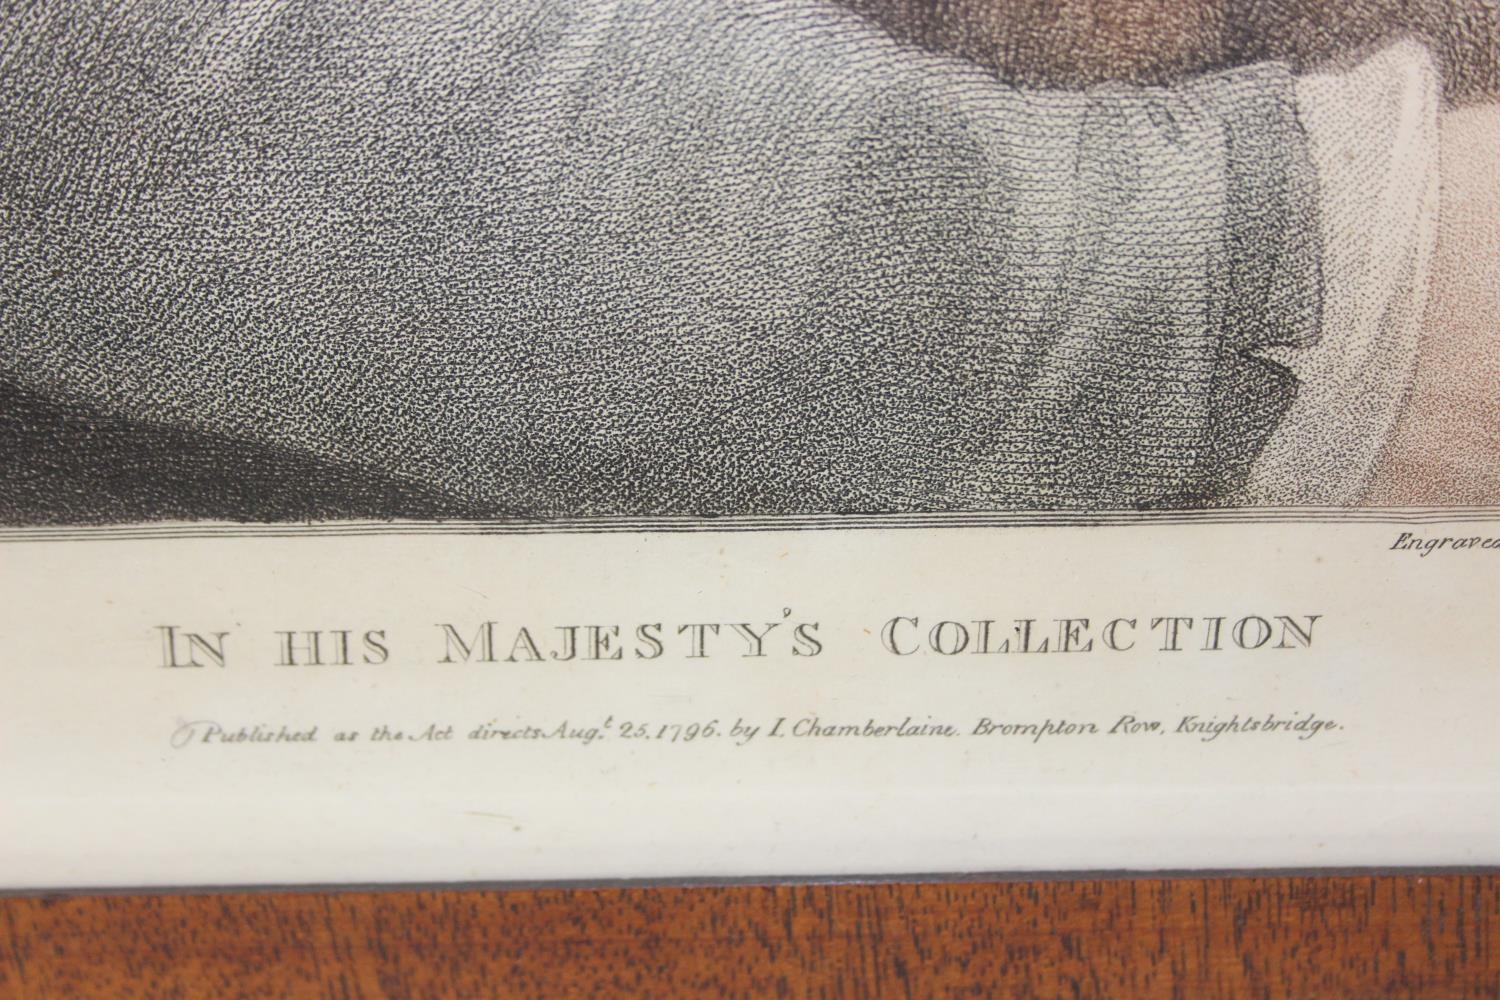 Engraved
IN HIS MAJESTY'S COLLECTION
Published as the Act directs Augt. 25. 1796. by I. Chamberlaine. Brompton Row, Knightsbridge.